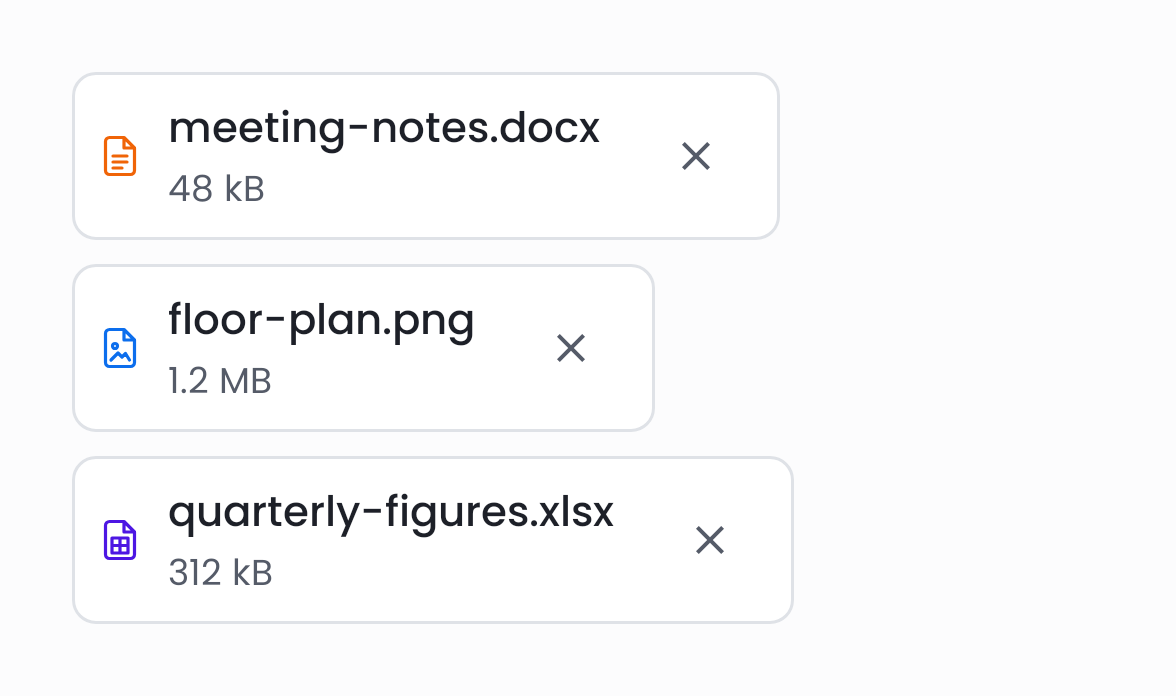 meeting-notes.docx
48 kB
floor-plan.png
1.2 MB
quarterly-figures.xlsx
312 kB